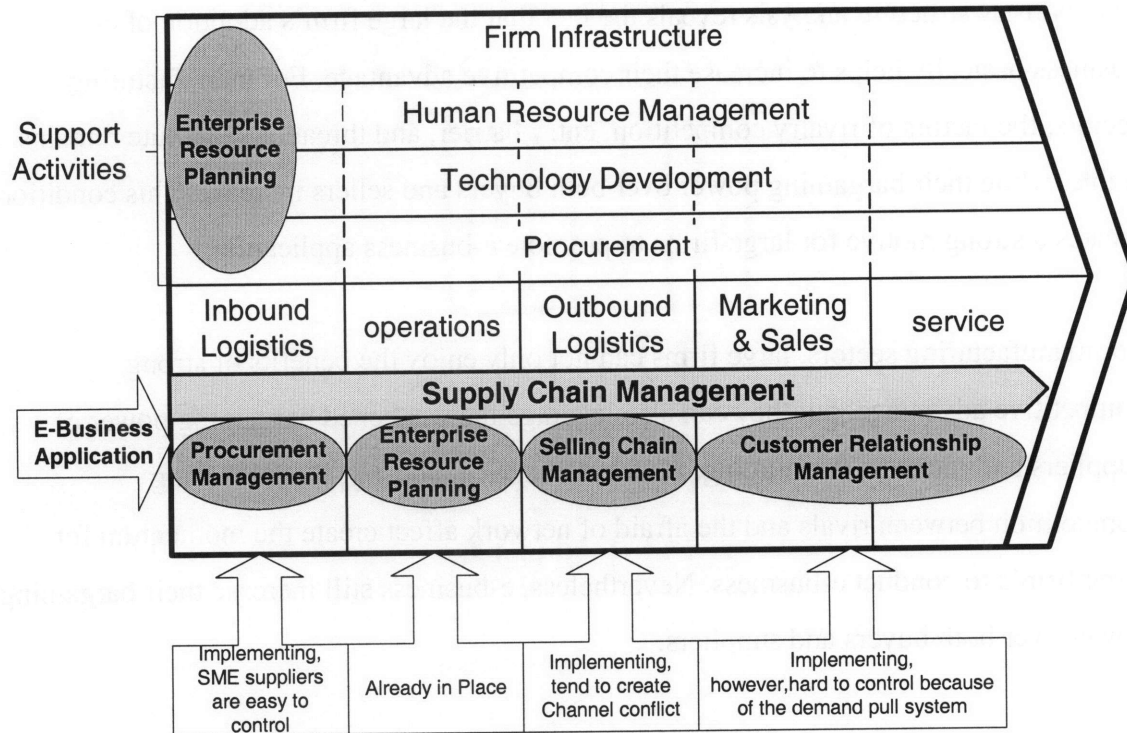 Support
Activities
Enterprise
Resource
Planning
Firm Infrastructure
Human Resource Management
Technology Development
Procurement
Inbound
Logistics
operations
Outbound
Logistics
Marketing
& Sales
service
Supply Chain Management
E-Business
Application
Procurement
Management
Enterprise
Resource
Planning
Selling Chain
Management
Customer Relationship
Management
Implementing,
SME suppliers
are easy to
control
Already in Place
Implementing,
tend to create
Channel conflict
Implementing,
however,hard to control because
of the demand pull system